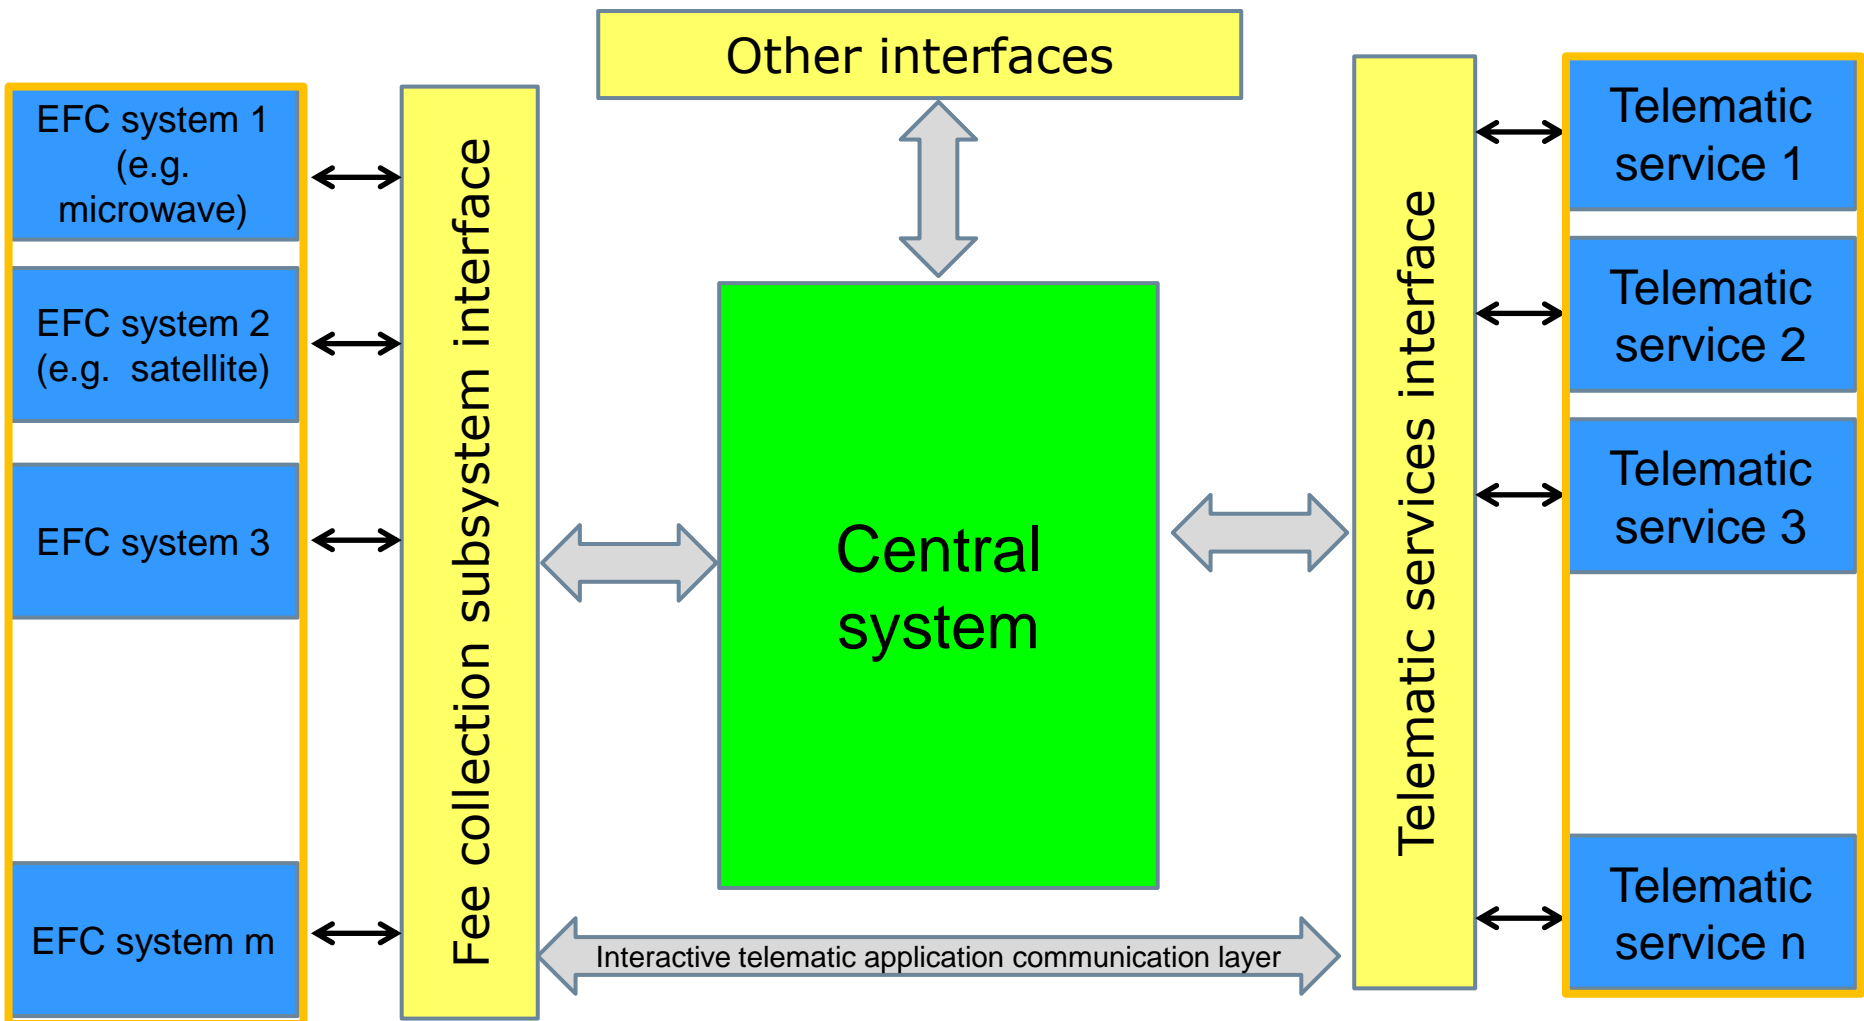 Other interfaces
EFC system 1
(e.g.
microwave)
EFC system 2
(e.g. satellite)
EFC system 3
EFC system m
Fee collection subsystem interface
Central
system
Interactive telematic application communication layer
Telematic services interface
Telematic
service 1
Telematic
service 2
Telematic
service 3
Telematic
service n